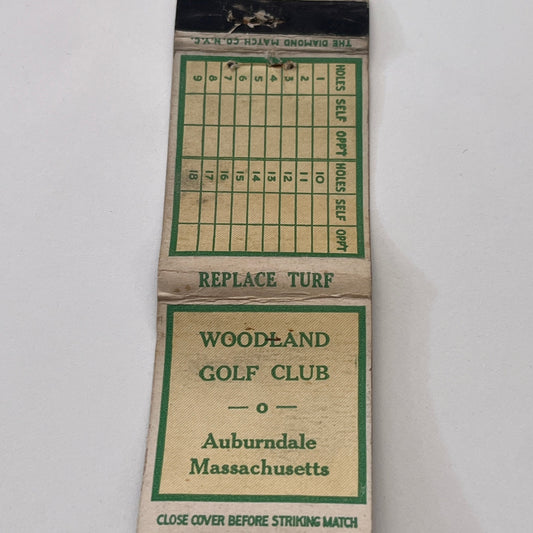 THE DIAMOND MATCH CO. N.Y.C.
HOLES SELF OPP'T HOLES SELF OPP'T
1 10
2 11
3 12
4 13
5 14
6 15
7 16
8 17
9 18
REPLACE TURF
WOODLAND
GOLF CLUB
— o —
Auburndale
Massachusetts
CLOSE COVER BEFORE STRIKING MATCH